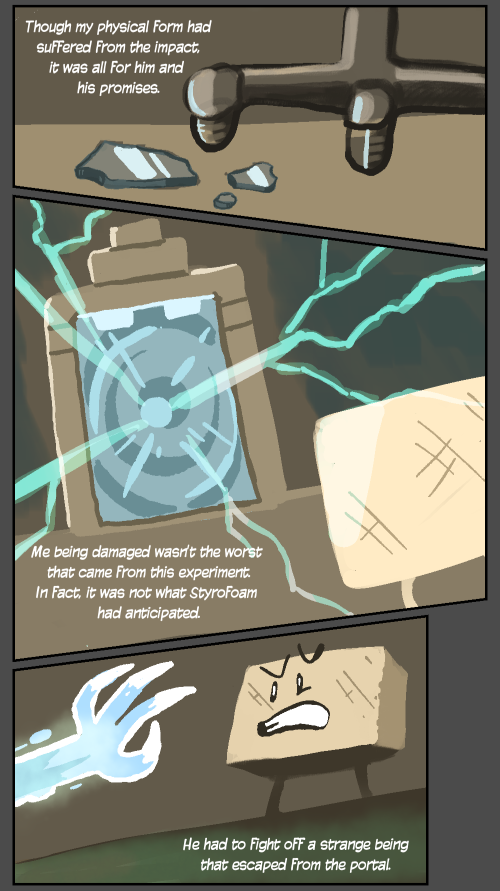 Though my physical form had
suffered from the impact,
it was all for him and
his promises.
Me being damaged wasn't the worst
that came from this experiment.
In fact, it was not what Styrofoam
had anticipated.
He had to fight off a strange being
that escaped from the portal.